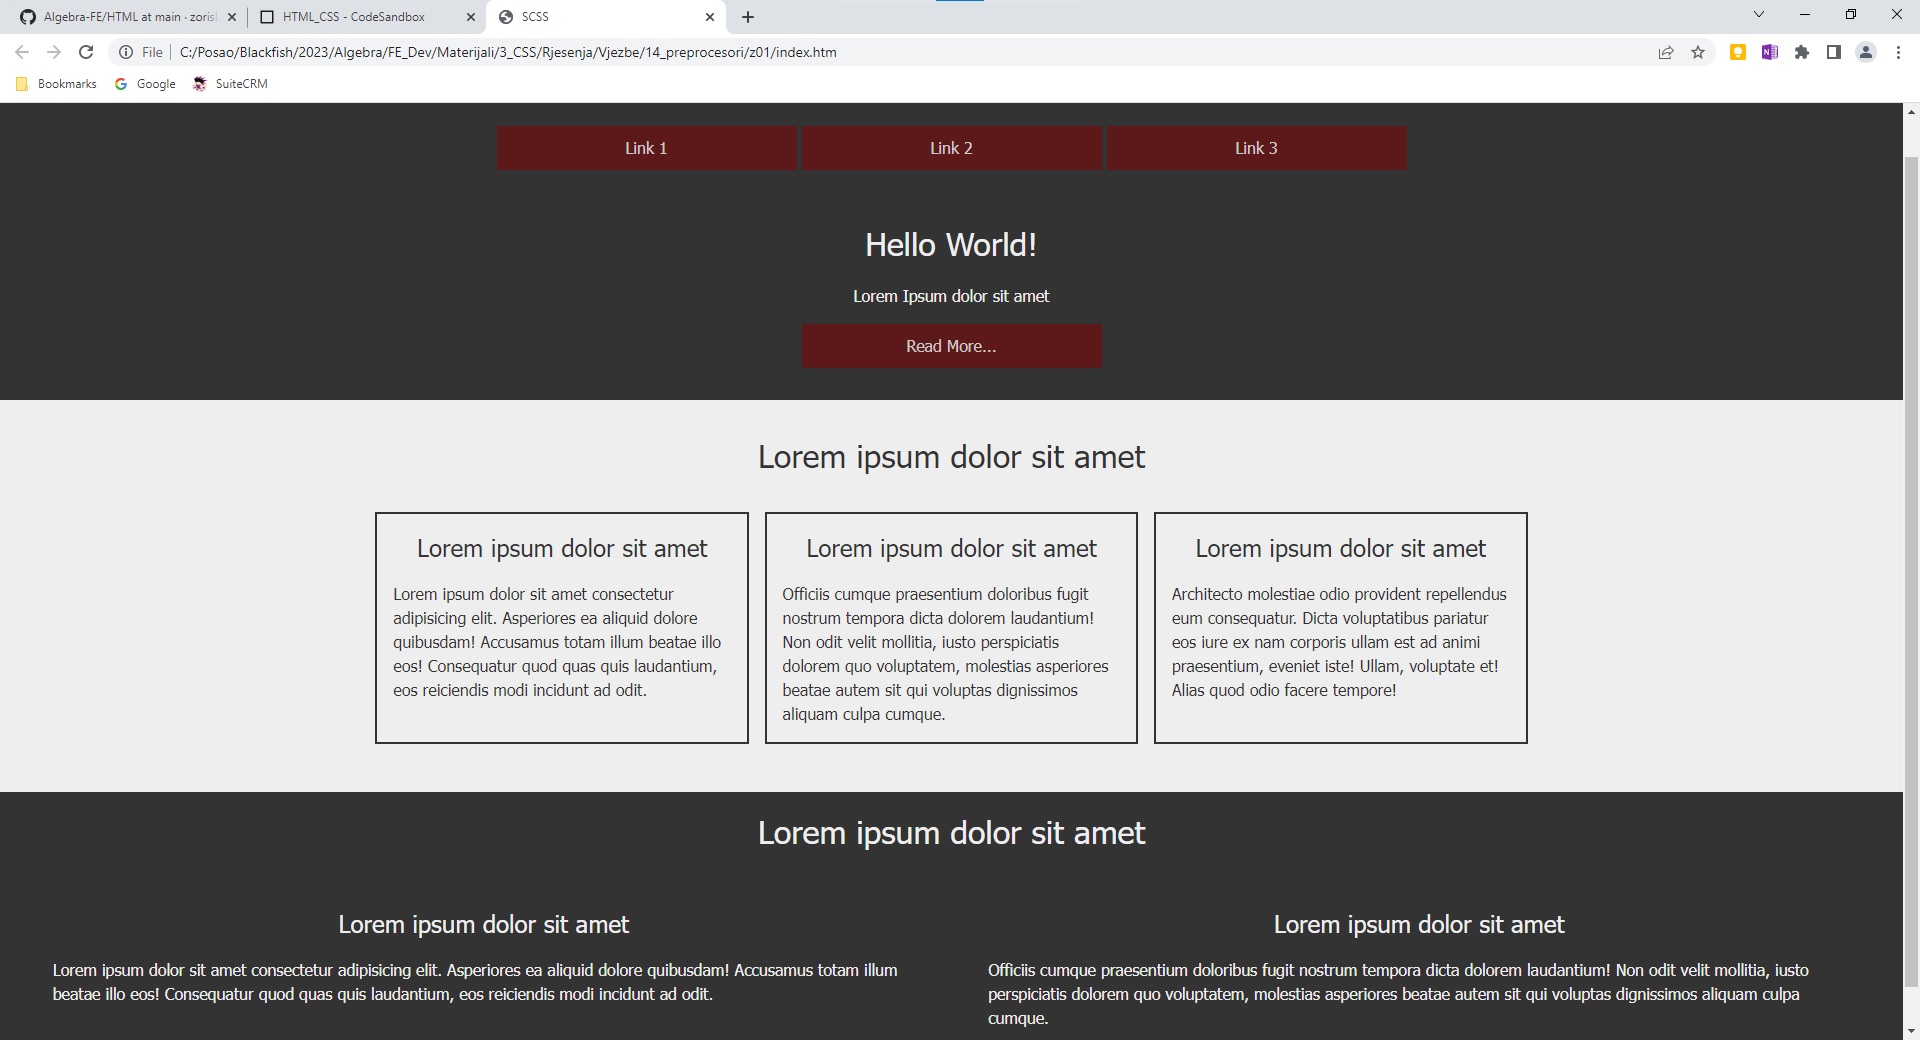 Algebra-FE/HTML at main · zoris
HTML_CSS - CodeSandbox
SCSS
File
C:/Posao/Blackfish/2023/Algebra/FE_Dev/Materijali/3_CSS/Rjesenja/Vjezbe/14_preprocesori/z01/index.htm
Bookmarks
Google
SuiteCRM
Link 1
Link 2
Link 3
Hello World!
Lorem Ipsum dolor sit amet
Read More...
Lorem ipsum dolor sit amet
Lorem ipsum dolor sit amet
Lorem ipsum dolor sit amet consectetur
adipisicing elit. Asperiores ea aliquid dolore
quibusdam! Accusamus totam illum beatae illo
eos! Consequatur quod quas quis laudantium,
eos reiciendis modi incidunt ad odit.
Lorem ipsum dolor sit amet
Officiis cumque praesentium doloribus fugit
nostrum tempora dicta dolorem laudantium!
Non odit velit mollitia, iusto perspiciatis
dolorem quo voluptatem, molestias asperiores
beatae autem sit qui voluptas dignissimos
aliquam culpa cumque.
Lorem ipsum dolor sit amet
Architecto molestiae odio provident repellendus
eum consequatur. Dicta voluptatibus pariatur
eos iure ex nam corporis ullam est ad animi
praesentium, eveniet iste! Ullam, voluptate et!
Alias quod odio facere tempore!
Lorem ipsum dolor sit amet
Lorem ipsum dolor sit amet
Lorem ipsum dolor sit amet consectetur adipisicing elit. Asperiores ea aliquid dolore quibusdam! Accusamus totam illum
beatae illo eos! Consequatur quod quas quis laudantium, eos reiciendis modi incidunt ad odit.
Lorem ipsum dolor sit amet
Officiis cumque praesentium doloribus fugit nostrum tempora dicta dolorem laudantium! Non odit velit mollitia, iusto
perspiciatis dolorem quo voluptatem, molestias asperiores beatae autem sit qui voluptas dignissimos aliquam culpa
cumque.